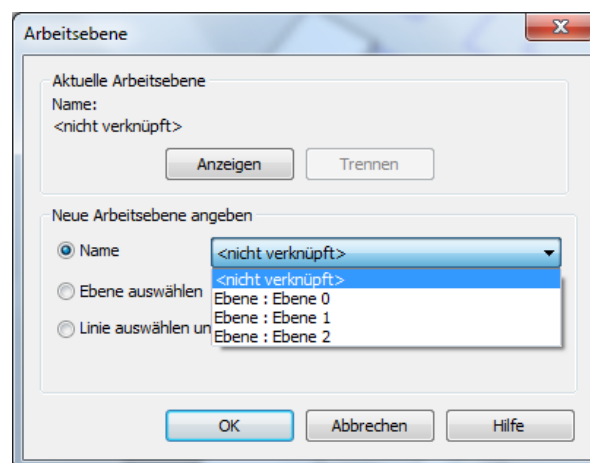 Arbeitsebene
Aktuelle Arbeitsebene
Name:
<nicht verknüpft>
Anzeigen Trennen
Neue Arbeitsebene angeben
Name <nicht verknüpft>
<nicht verknüpft>
Ebene auswählen Ebene : Ebene 0
Ebene : Ebene 1
Linie auswählen un Ebene : Ebene 2
OK Abbrechen Hilfe